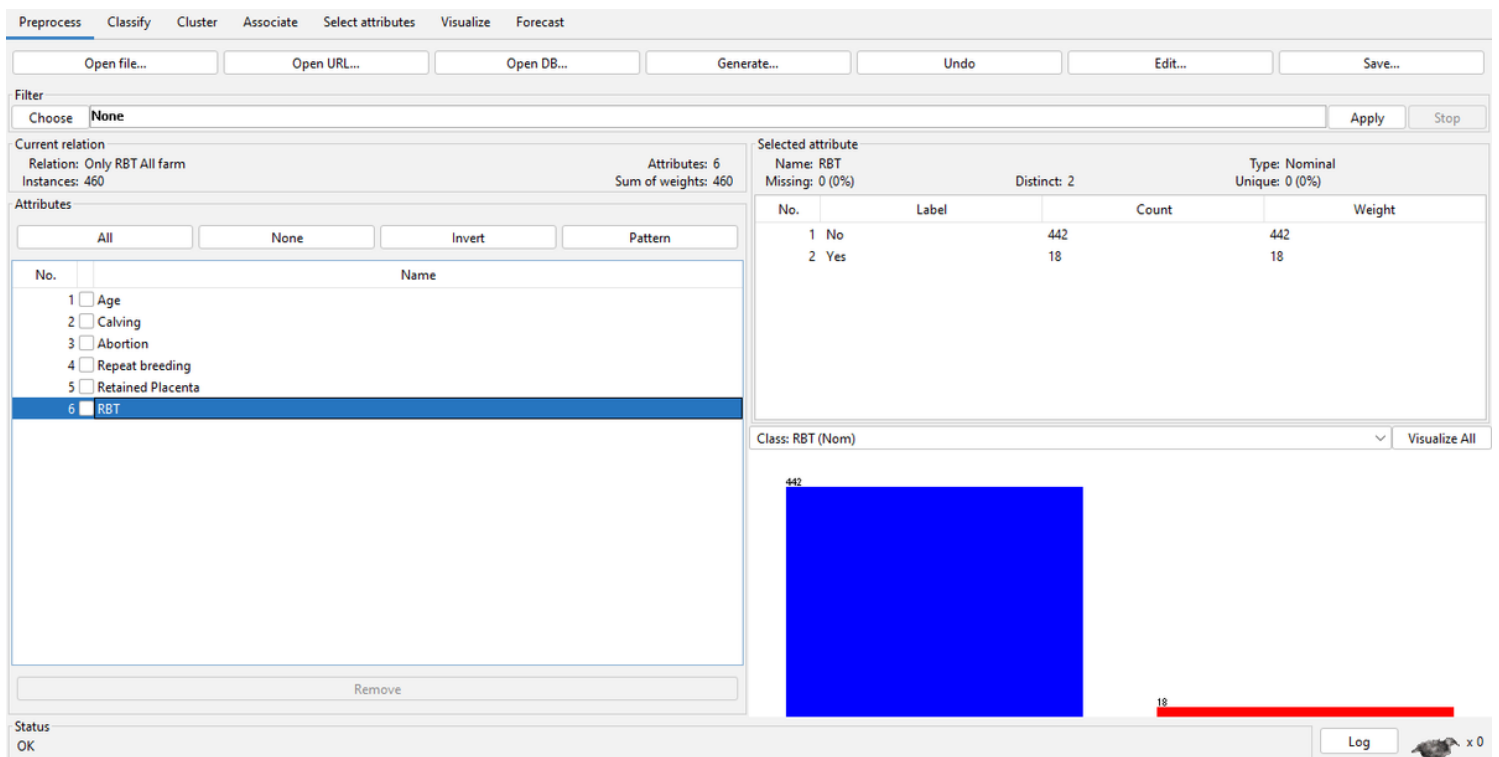 Preprocess Classify Cluster Associate Select attributes Visualize Forecast
Open file... Open URL... Open DB... Generate... Undo Edit... Save...
Filter
Choose None Apply Stop
Current relation
Relation: Only RBT All farm Attributes: 6
Instances: 460 Sum of weights: 460
Attributes
All None Invert Pattern
No. Name
1 Age
2 Calving
3 Abortion
4 Repeat breeding
5 Retained Placenta
6 RBT
Remove
Selected attribute
Name: RBT Type: Nominal
Missing: 0 (0%) Distinct: 2 Unique: 0 (0%)
No. Label Count Weight
1 No 442 442
2 Yes 18 18
Class: RBT (Nom) Visualize All
442
18
Status
OK Log x 0